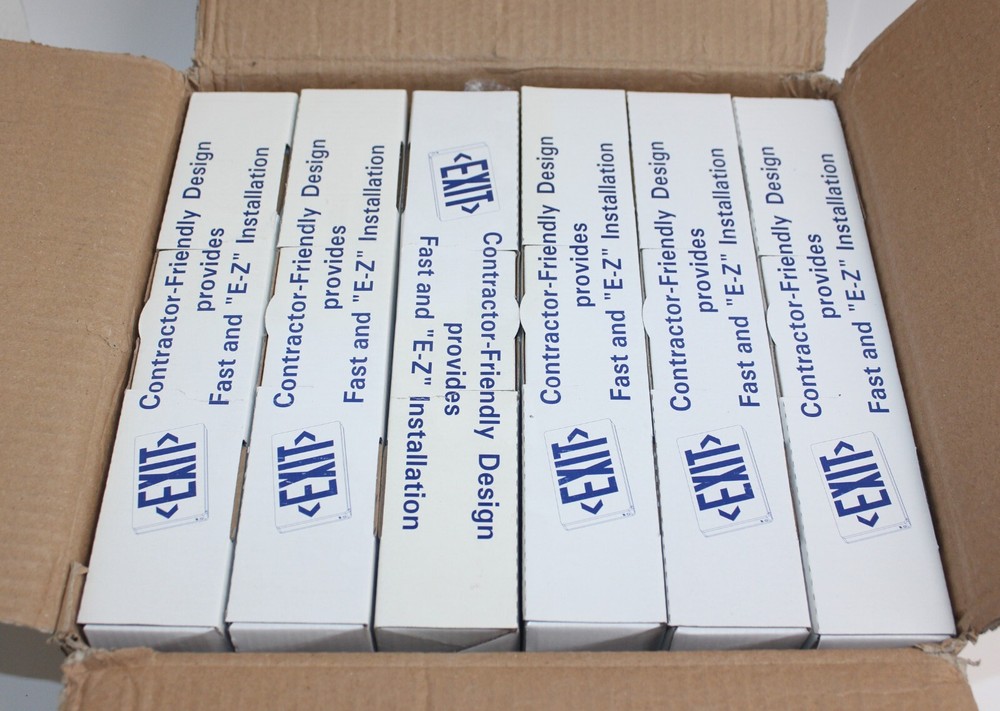 EXIT
Contractor-Friendly Design
provides
Fast and "E-Z" Installation
EXIT
Contractor-Friendly Design
provides
Fast and "E-Z" Installation
EXIT
Contractor-Friendly Design
provides
Fast and "E-Z" Installation
EXIT
Contractor-Friendly Design
provides
Fast and "E-Z" Installation
EXIT
Contractor-Friendly Design
provides
Fast and "E-Z" Installation
EXIT
Contractor-Friendly Design
provides
Fast and "E-Z" Installation